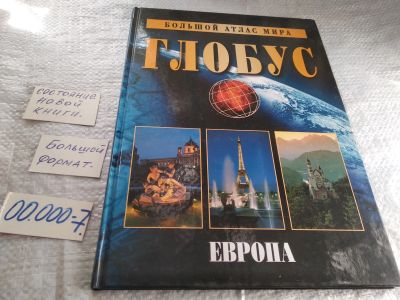 БОЛЬШОЙ АТЛАС МИРА
ГЛОБУС
ЕВРОПА
СОСТОЯНИЕ
НОВОЙ
КНИГИ.
БОЛЬШОЙ
ФОРМАТ.
00.000-7